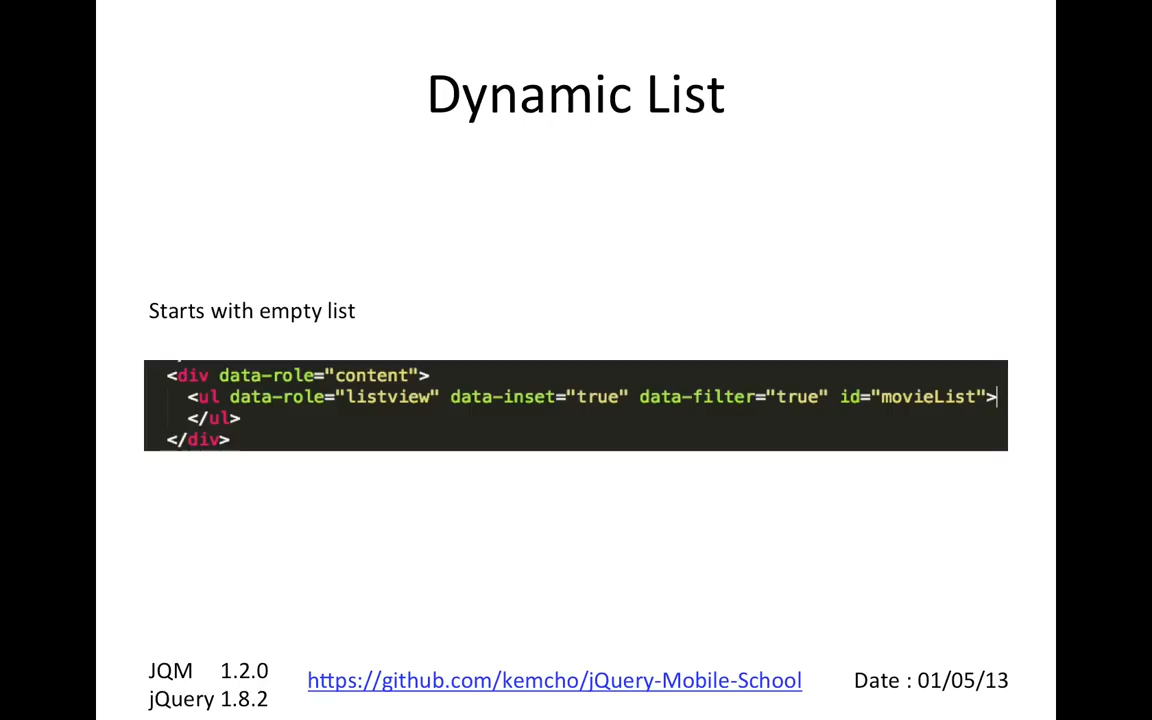 Dynamic List
Starts with empty list
<div data-role="content">
<ul data-role="listview" data-inset="true" data-filter="true" id="movieList">
</ul>
</div>
JQM 1.2.0
jQuery 1.8.2
https://github.com/kemcho/jQuery-Mobile-School
Date : 01/05/13